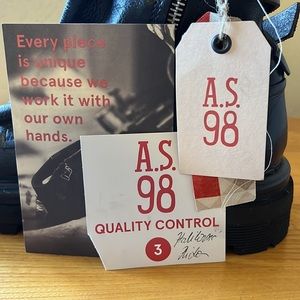 Every piece
is unique
because we
work it with
our own
hands.
A.S.
98
A.S.
98
QUALITY CONTROL
3